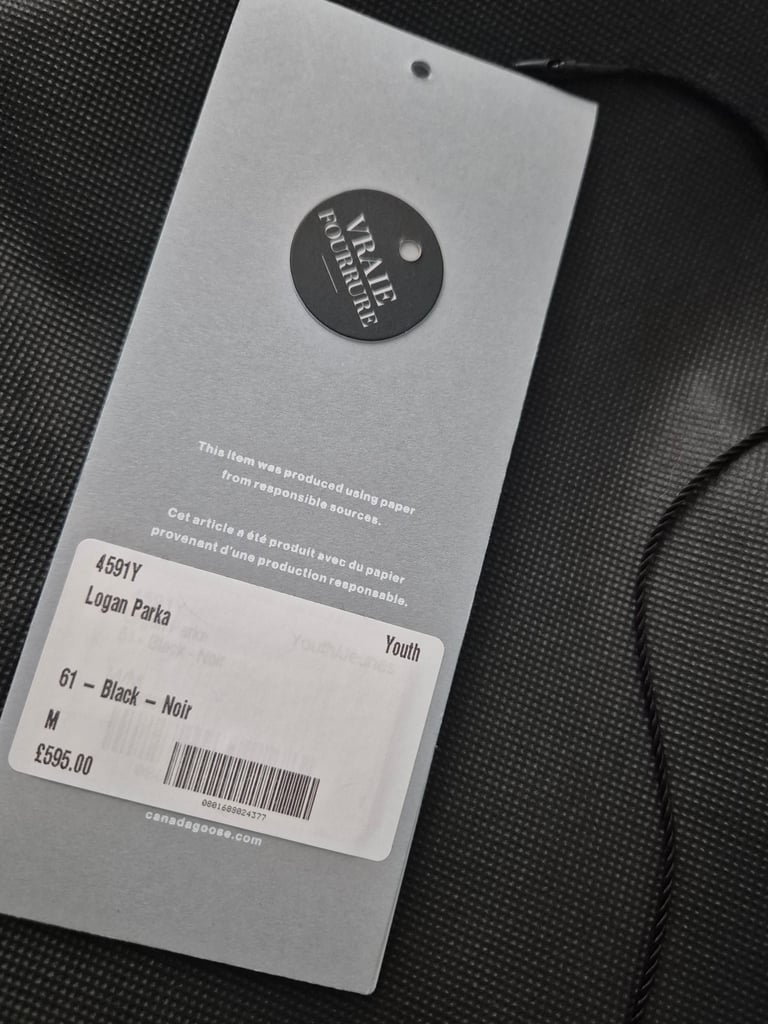 VRAIE
FOURRURE
This item was produced using paper
from responsible sources.
Cet article a été produit avec du papier
provenant d'une production responsable.
4591Y
Logan Parka
Youth
61 – Black – Noir
M
£595.00
canadagoose.com